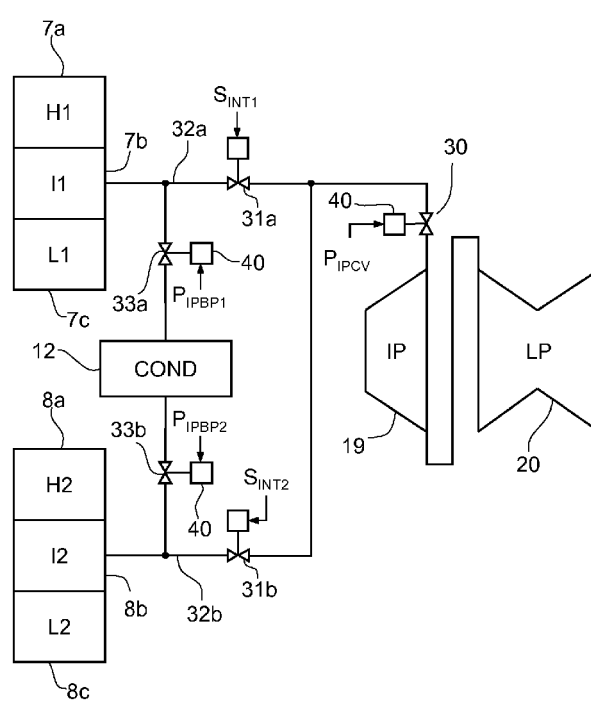 7a
H1
7b
I1
L1
7c
32a
S_INT1
31a
33a
40
P_IPBP1
12
COND
P_IPBP2
33b
40
S_INT2
31b
32b
8a
H2
I2
8b
L2
8c
30
40
P_IPCV
IP
19
LP
20